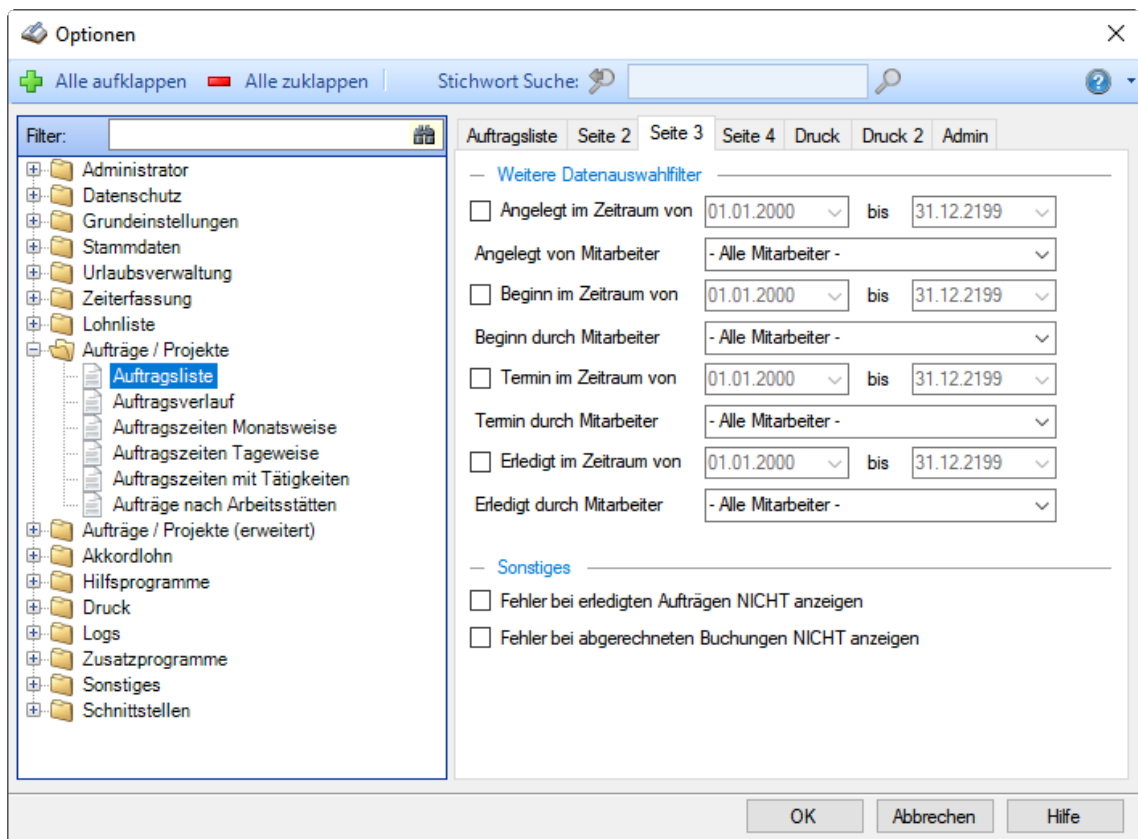 Optionen
Alle aufklappen Alle zuklappen Stichwort Suche:
Filter:
Administrator
Datenschutz
Grundeinstellungen
Stammdaten
Urlaubsverwaltung
Zeiterfassung
Lohnliste
Aufträge / Projekte
Auftragsliste
Auftragsverlauf
Auftragszeiten Monatsweise
Auftragszeiten Tageweise
Auftragszeiten mit Tätigkeiten
Aufträge nach Arbeitsstätten
Aufträge / Projekte (erweitert)
Akkordlohn
Hilfsprogramme
Druck
Logs
Zusatzprogramme
Sonstiges
Schnittstellen
Auftragsliste Seite 2 Seite 3 Seite 4 Druck Druck 2 Admin
Weitere Datenauswahlfilter
Angelegt im Zeitraum von 01.01.2000 bis 31.12.2199
Angelegt von Mitarbeiter - Alle Mitarbeiter -
Beginn im Zeitraum von 01.01.2000 bis 31.12.2199
Beginn durch Mitarbeiter - Alle Mitarbeiter -
Termin im Zeitraum von 01.01.2000 bis 31.12.2199
Termin durch Mitarbeiter - Alle Mitarbeiter -
Erledigt im Zeitraum von 01.01.2000 bis 31.12.2199
Erledigt durch Mitarbeiter - Alle Mitarbeiter -
Sonstiges
Fehler bei erledigten Aufträgen NICHT anzeigen
Fehler bei abgerechneten Buchungen NICHT anzeigen
OK Abbrechen Hilfe